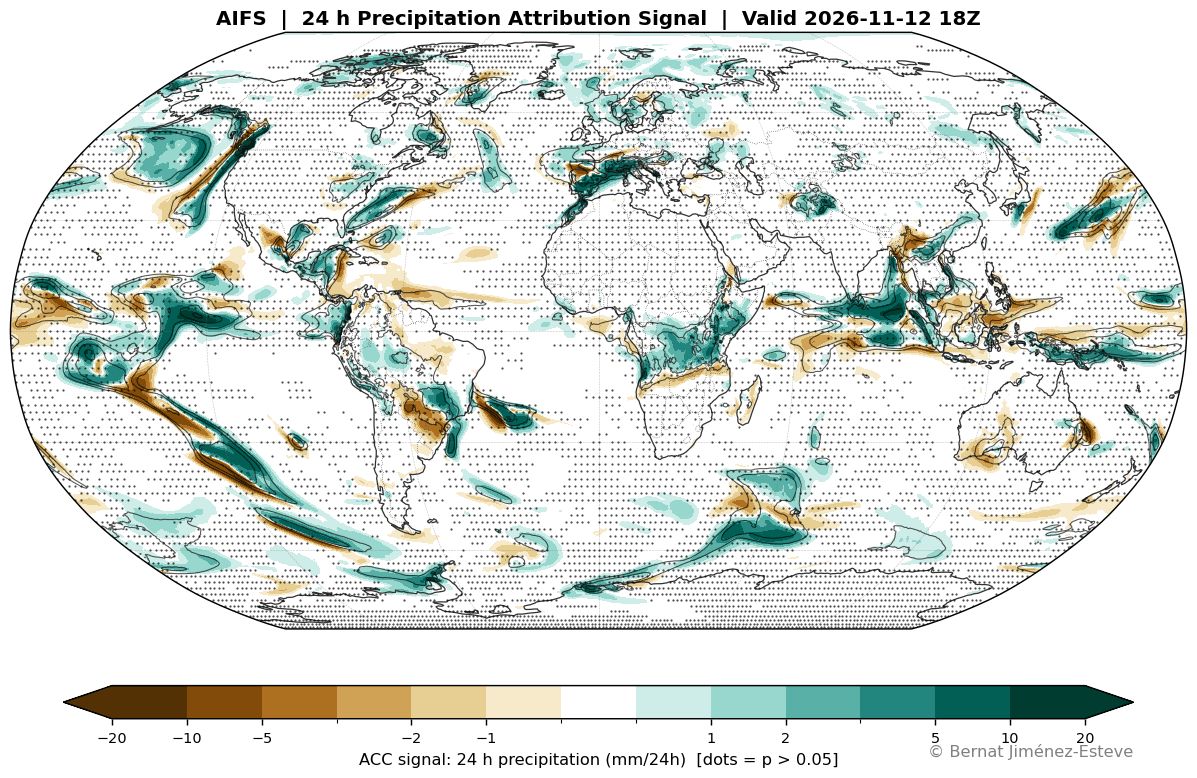 AIFS | 24 h Precipitation Attribution Signal | Valid 2026-11-12 18Z
−20 −10 −5 −2 −1 1 2 5 10 20
© Bernat Jiménez-Esteve
ACC signal: 24 h precipitation (mm/24h) [dots = p > 0.05]